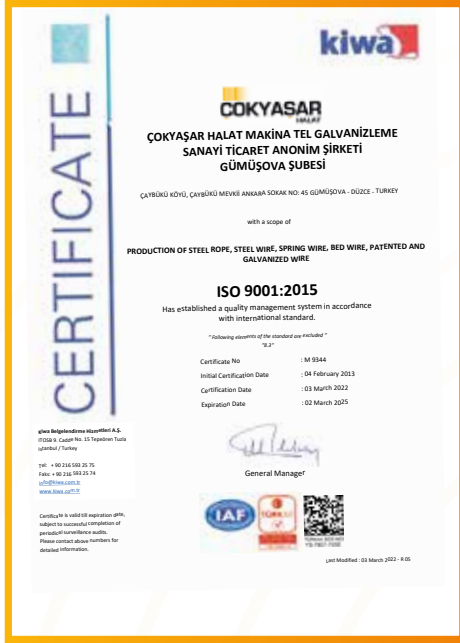 kiwa
CERTIFICATE
ÇOKYAŞAR
HALAT
ÇOKYAŞAR HALAT MAKİNA TEL GALVANİZLEME
SANAYİ TİCARET ANONİM ŞİRKETİ
GÜMÜŞOVA ŞUBESİ
ÇAYBÜKÜ KÖYÜ, ÇAYBÜKÜ MEVKİİ ANKARA SOKAK NO: 45 GÜMÜŞOVA - DÜZCE - TURKEY
with a scope of
PRODUCTION OF STEEL ROPE, STEEL WIRE, SPRING WIRE, BED WIRE, PATENTED AND
GALVANIZED WIRE
ISO 9001:2015
Has established a quality management system in accordance
with international standard.
" Following elements of the standard are excluded "
"8.3"
Certificate No : M 9344
Initial Certification Date : 04 February 2013
Certification Date : 03 March 2022
Expiration Date : 02 March 2025
kiwa Belgelendirme Hizmetleri A.Ş.
ITOSB 9. Cadde No. 15 Tepeören Tuzla
Istanbul / Turkey
Tel: + 90 216 593 25 75
Faks: + 90 216 593 25 74
info@kiwa.com.tr
www.kiwa.com.tr
General Manager
Certificate is valid till expiration date,
subject to successful completion of
periodical surveillance audits.
Please contact above numbers for
detailed information.
IAF
TÜRKAK
Last Modified : 03 March 2022 - R 05